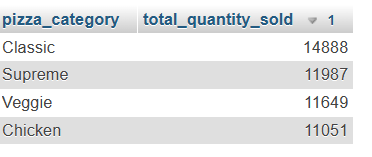 pizza_category total_quantity_sold 1
Classic 14888
Supreme 11987
Veggie 11649
Chicken 11051